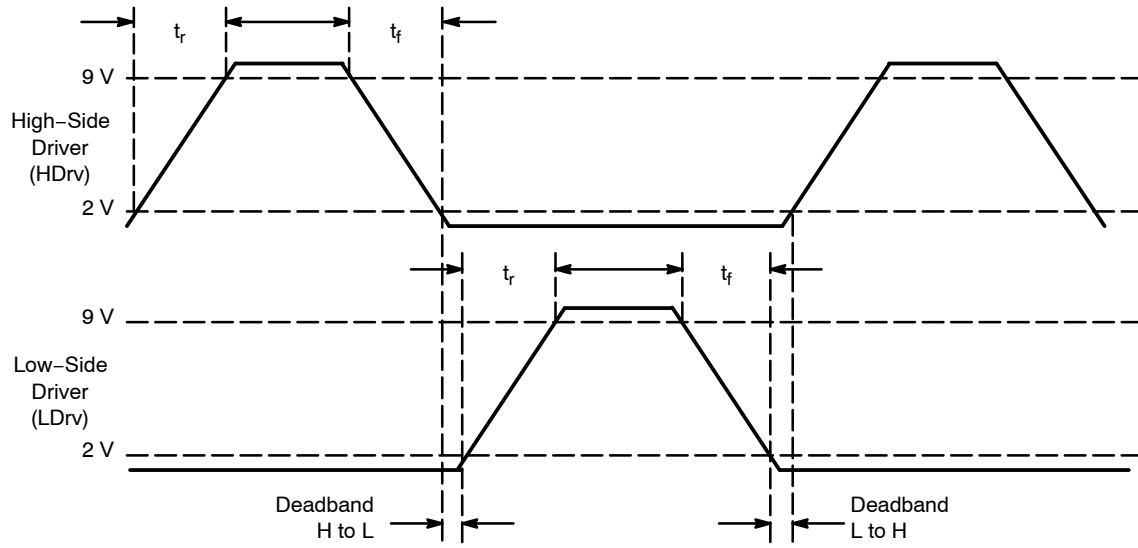 tr
tf
9 V
High−Side
Driver
(HDrv)
2 V
tr
tf
9 V
Low−Side
Driver
(LDrv)
2 V
Deadband
H to L
Deadband
L to H